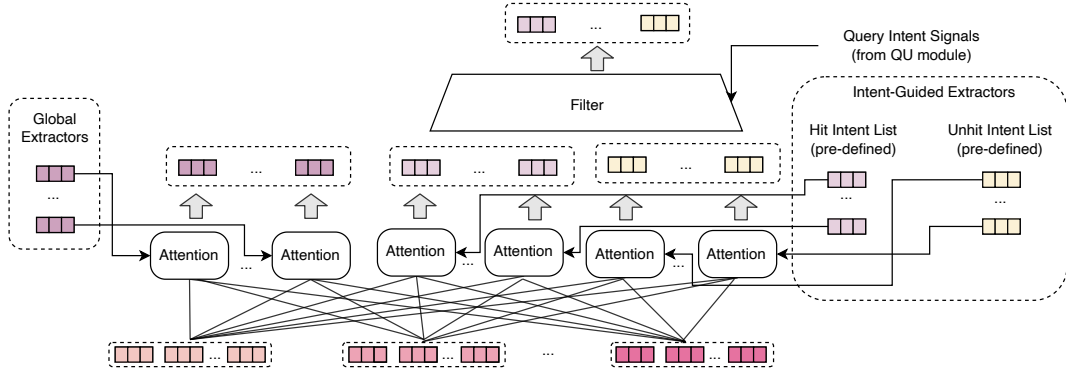 ...
Query Intent Signals
(from QU module)
Filter
Intent-Guided Extractors
Global
Extractors
Hit Intent List
(pre-defined)
Unhit Intent List
(pre-defined)
...
...
...
...
...
...
Attention
...
Attention
Attention
...
Attention
Attention
...
Attention
...
...
...
...